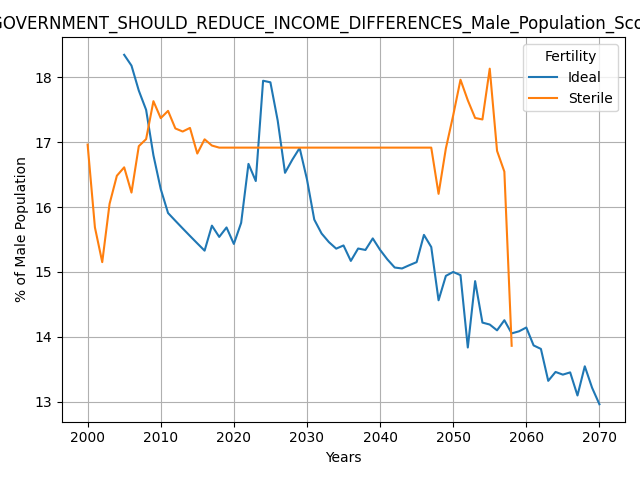 GOVERNMENT_SHOULD_REDUCE_INCOME_DIFFERENCES_Male_Population_Sco
Fertility
Ideal
Sterile
18
17
16
15
14
13
% of Male Population
2000 2010 2020 2030 2040 2050 2060 2070
Years